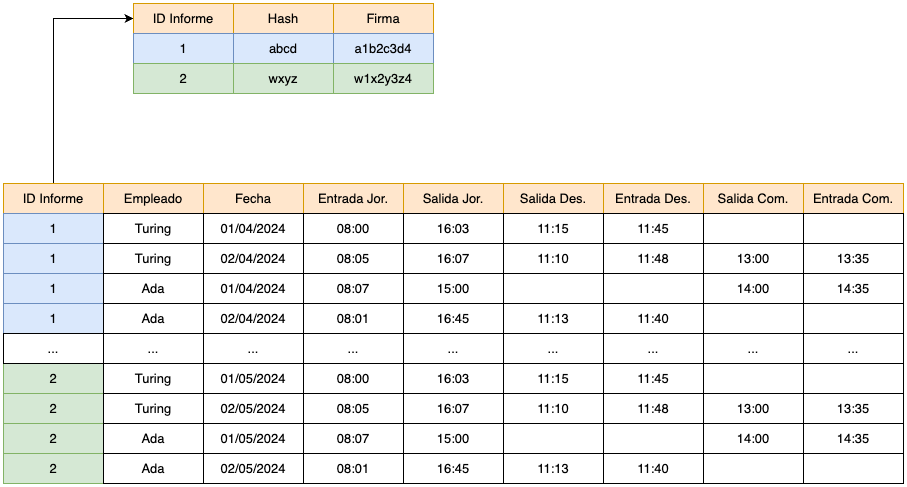 ID Informe Hash Firma
1 abcd a1b2c3d4
2 wxyz w1x2y3z4
ID Informe Empleado Fecha Entrada Jor. Salida Jor. Salida Des. Entrada Des. Salida Com. Entrada Com.
1 Turing 01/04/2024 08:00 16:03 11:15 11:45
1 Turing 02/04/2024 08:05 16:07 11:10 11:48 13:00 13:35
1 Ada 01/04/2024 08:07 15:00 14:00 14:35
1 Ada 02/04/2024 08:01 16:45 11:13 11:40
... ... ... ... ... ... ... ... ...
2 Turing 01/05/2024 08:00 16:03 11:15 11:45
2 Turing 02/05/2024 08:05 16:07 11:10 11:48 13:00 13:35
2 Ada 01/05/2024 08:07 15:00 14:00 14:35
2 Ada 02/05/2024 08:01 16:45 11:13 11:40